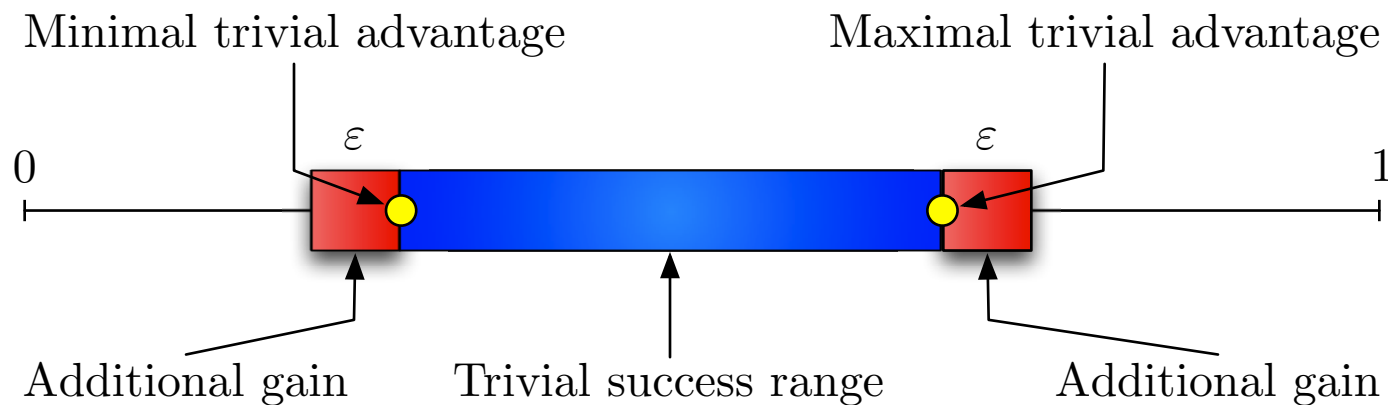 Minimal trivial advantage
Maximal trivial advantage
ε
ε
0
1
Additional gain
Trivial success range
Additional gain